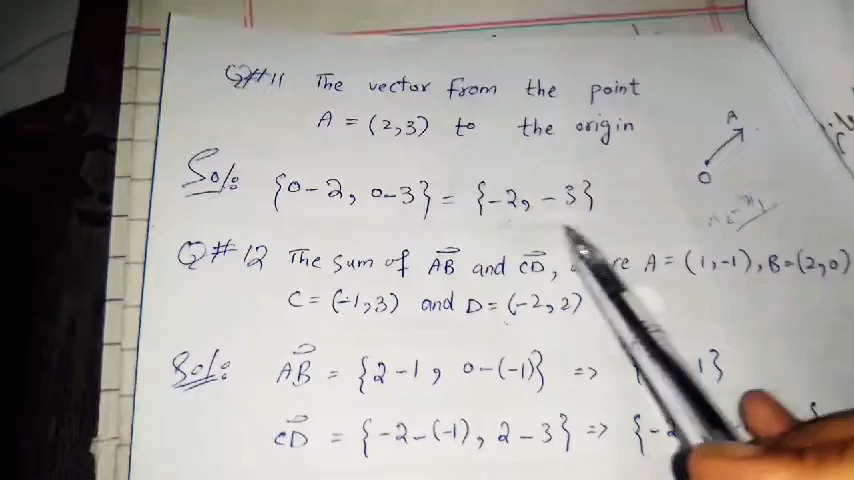 Q#11 The vector from the point
A = (2,3) to the origin
A
O
Sol: {0-2, 0-3} = {-2, -3}
Q#12 The sum of AB and CD, re A = (1,-1), B=(2,0)
C = (-1,3) and D = (-2,2)
Sol: AB = {2-1, 0-(-1)} => { 1}
CD = {-2-(-1), 2-3} => {-2